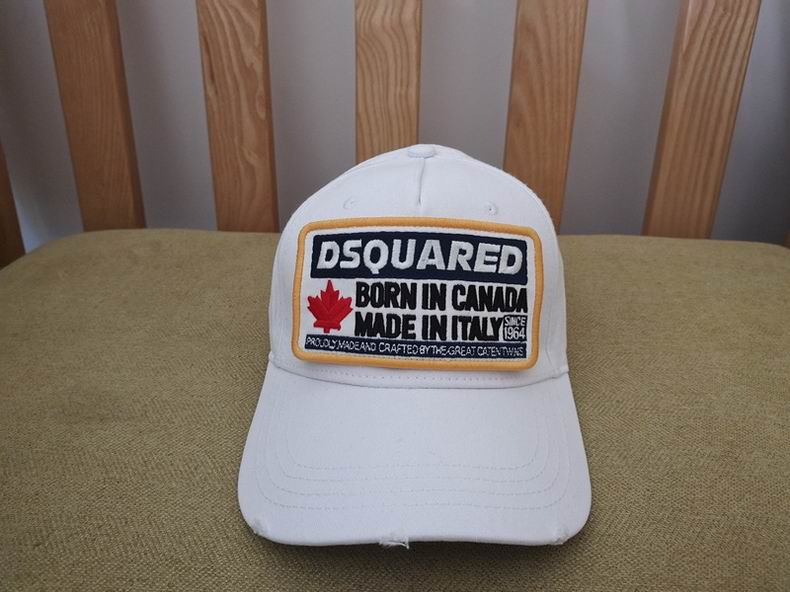 DSQUARED
BORN IN CANADA
MADE IN ITALY SINCE 1964
PROUDLY MADE AND CRAFTED BY THE GREAT CATEN TWINS